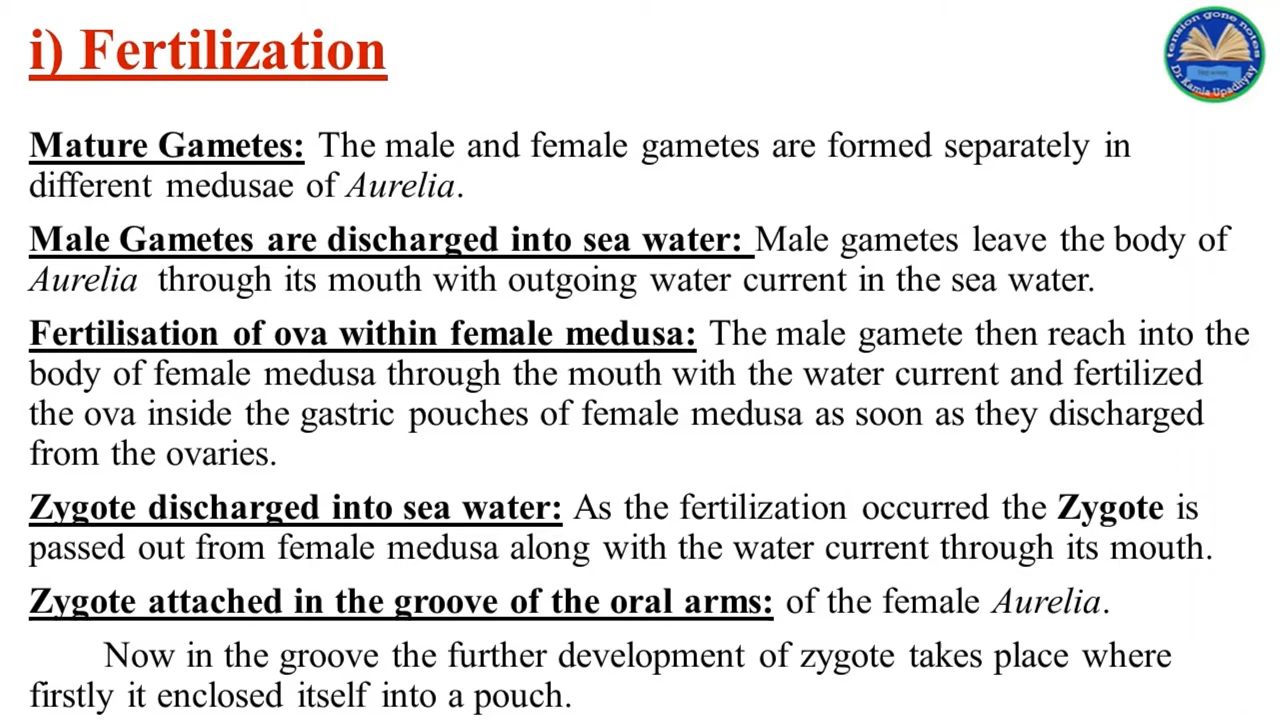 i) Fertilization
tension gone notes
Dr Kamla Upadhyay
Mature Gametes: The male and female gametes are formed separately in
different medusae of Aurelia.
Male Gametes are discharged into sea water: Male gametes leave the body of
Aurelia through its mouth with outgoing water current in the sea water.
Fertilisation of ova within female medusa: The male gamete then reach into the
body of female medusa through the mouth with the water current and fertilized
the ova inside the gastric pouches of female medusa as soon as they discharged
from the ovaries.
Zygote discharged into sea water: As the fertilization occurred the Zygote is
passed out from female medusa along with the water current through its mouth.
Zygote attached in the groove of the oral arms: of the female Aurelia.
Now in the groove the further development of zygote takes place where
firstly it enclosed itself into a pouch.